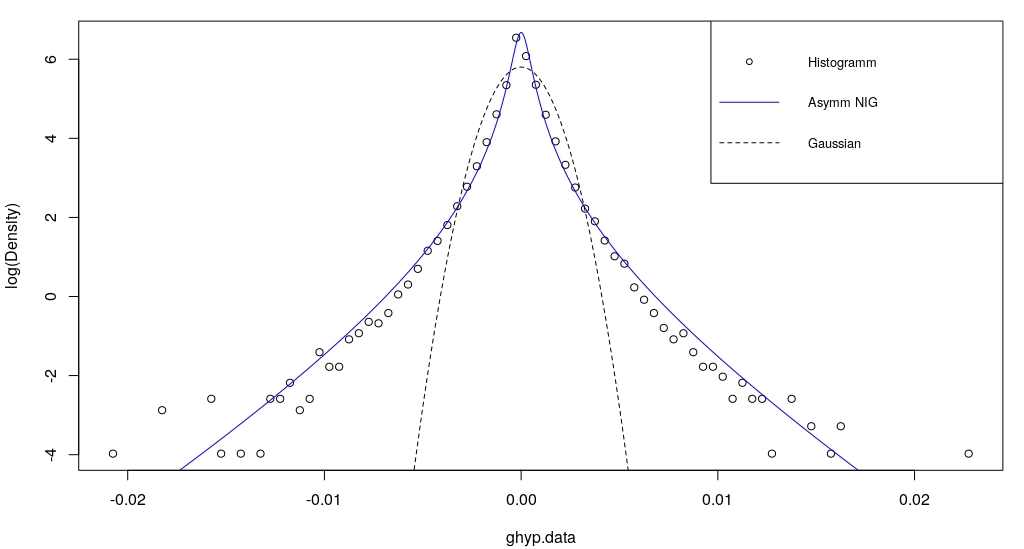 Histogramm
Asymm NIG
Gaussian
log(Density)
6
4
2
0
-2
-4
-0.02 -0.01 0.00 0.01 0.02
ghyp.data